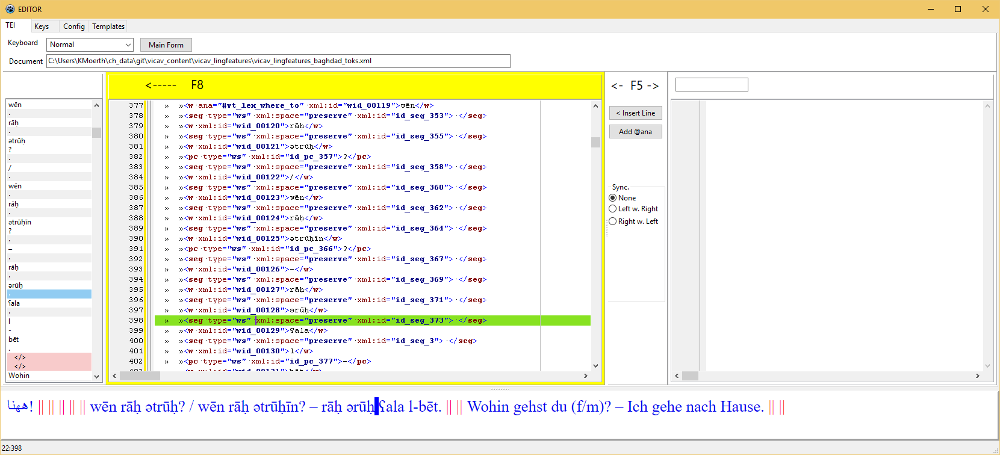 EDITOR
TEI Keys Config Templates
Keyboard Normal Main Form
Document C:\Users\KMoerth\ch_data\git\vicav_content\vicav_lingfeatures\vicav_lingfeatures_baghdad_toks.xml
wēn
·
rāḥ
·
ətrūḥ
?
·
/
·
wēn
·
rāḥ
·
ətrūḥīn
?
·
–
·
rāḥ
·
ərūḥ
·
ʕala
·
l
-
bēt
.
</>
</>
Wohin
<----- F8
377 » »<w·ana="#vt_lex_where_to"·xml:id="wid_00119">wēn</w>
378 » »<seg·type="ws"·xml:space="preserve"·xml:id="id_seg_353">·</seg>
379 » »<w·xml:id="wid_00120">rāḥ</w>
380 » »<seg·type="ws"·xml:space="preserve"·xml:id="id_seg_355">·</seg>
381 » »<w·xml:id="wid_00121">ətrūḥ</w>
382 » »<pc·type="ws"·xml:id="id_pc_357">?</pc>
383 » »<seg·type="ws"·xml:space="preserve"·xml:id="id_seg_358">·</seg>
384 » »<w·xml:id="wid_00122">/</w>
385 » »<seg·type="ws"·xml:space="preserve"·xml:id="id_seg_360">·</seg>
386 » »<w·xml:id="wid_00123">wēn</w>
387 » »<seg·type="ws"·xml:space="preserve"·xml:id="id_seg_362">·</seg>
388 » »<w·xml:id="wid_00124">rāḥ</w>
389 » »<seg·type="ws"·xml:space="preserve"·xml:id="id_seg_364">·</seg>
390 » »<w·xml:id="wid_00125">ətrūḥīn</w>
391 » »<pc·type="ws"·xml:id="id_pc_366">?</pc>
392 » »<seg·type="ws"·xml:space="preserve"·xml:id="id_seg_367">·</seg>
393 » »<w·xml:id="wid_00126">–</w>
394 » »<seg·type="ws"·xml:space="preserve"·xml:id="id_seg_369">·</seg>
395 » »<w·xml:id="wid_00127">rāḥ</w>
396 » »<seg·type="ws"·xml:space="preserve"·xml:id="id_seg_371">·</seg>
397 » »<w·xml:id="wid_00128">ərūḥ</w>
398 » »<seg·type="ws"·xml:space="preserve"·xml:id="id_seg_373">·</seg>
399 » »<w·xml:id="wid_00129">ʕala</w>
400 » »<seg·type="ws"·xml:space="preserve"·xml:id="id_seg_3">·</seg>
401 » »<w·xml:id="wid_00130">l</w>
402 » »<pc·type="ws"·xml:id="id_pc_377">-</pc>
<- F5 ->
< Insert Line
Add @ana
Sync.
None
Left w. Right
Right w. Left
ههنا! || || || || || wēn rāḥ ətrūḥ? / wēn rāḥ ətrūḥīn? – rāḥ ərūḥ ʕala l-bēt. || || Wohin gehst du (f/m)? – Ich gehe nach Hause. || ||
22:398